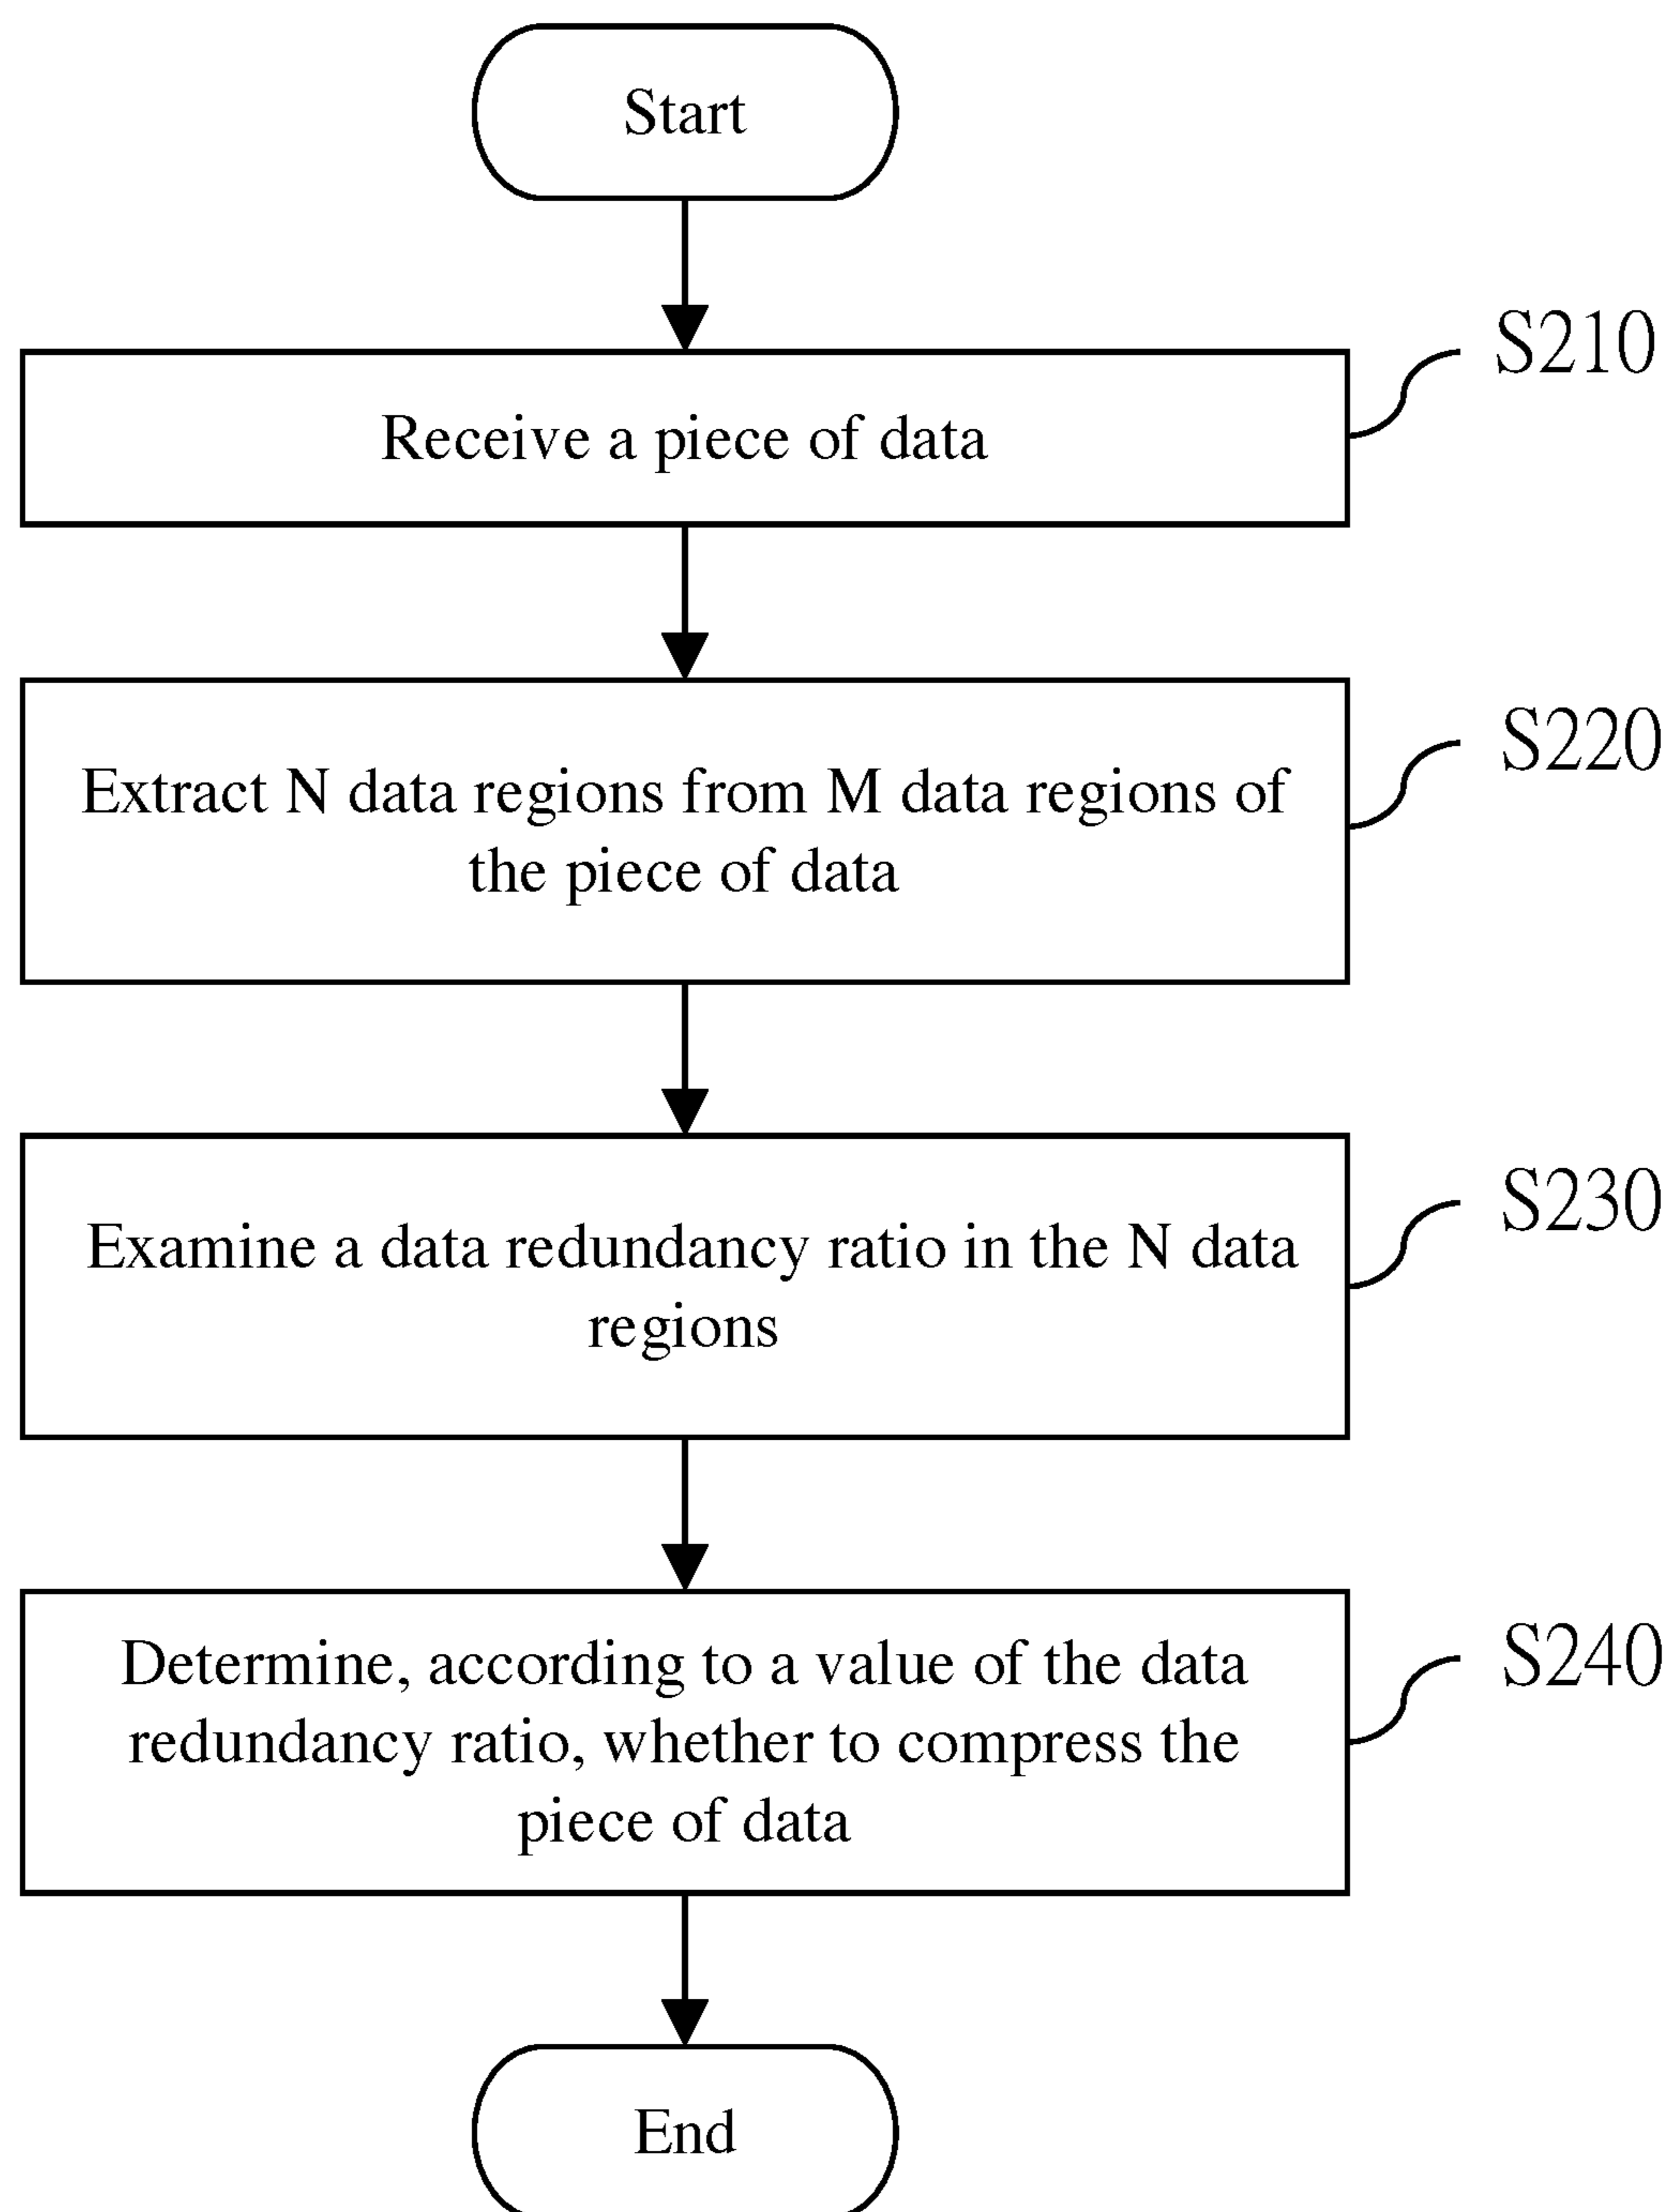 Start
S210
Receive a piece of data
S220
Extract N data regions from M data regions of
the piece of data
S230
Examine a data redundancy ratio in the N data
regions
S240
Determine, according to a value of the data
redundancy ratio, whether to compress the
piece of data
End